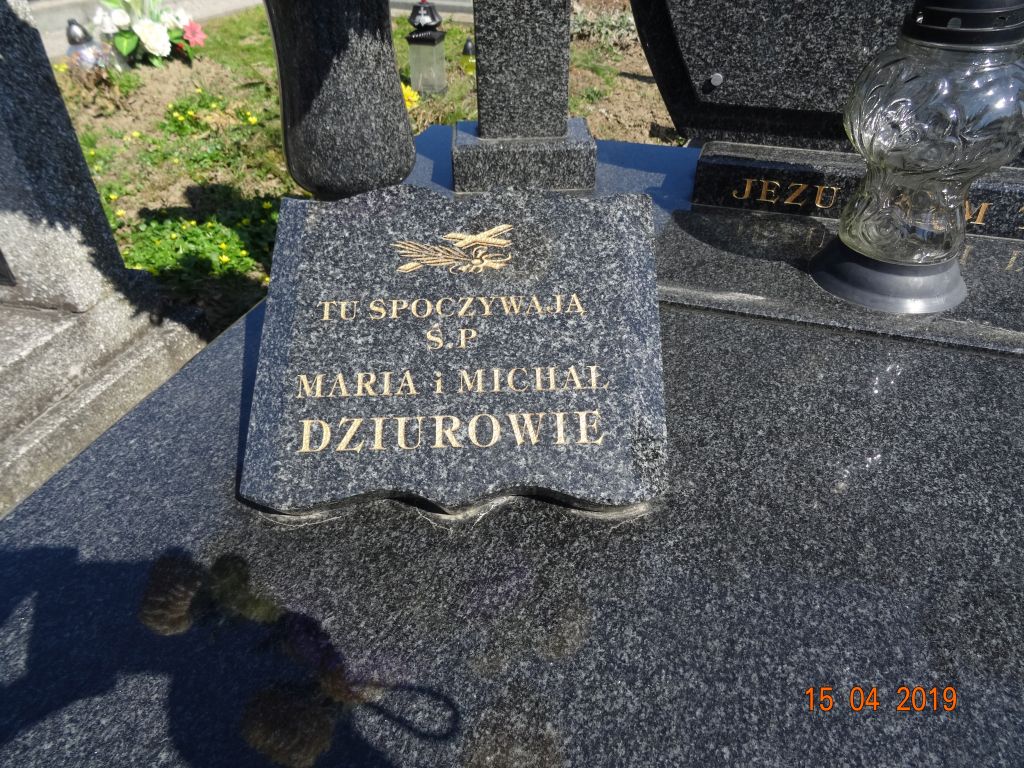 TU SPOCZYWAJĄ
Ś.P
MARIA i MICHAŁ
DZIUROWIE
15 04 2019